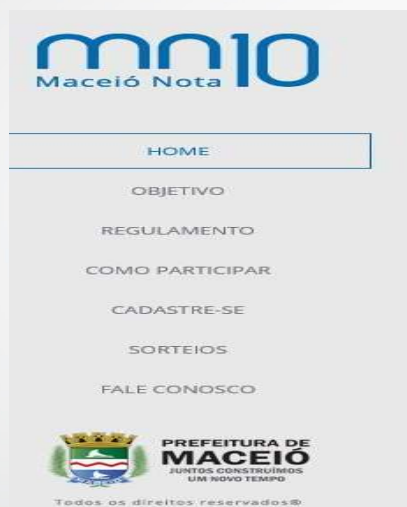 mn10
Maceió Nota
HOME
OBJETIVO
REGULAMENTO
COMO PARTICIPAR
CADASTRE-SE
SORTEIOS
FALE CONOSCO
PREFEITURA DE
MACEIÓ
JUNTOS CONSTRUÍMOS
UM NOVO TEMPO
Todos os direitos reservados®